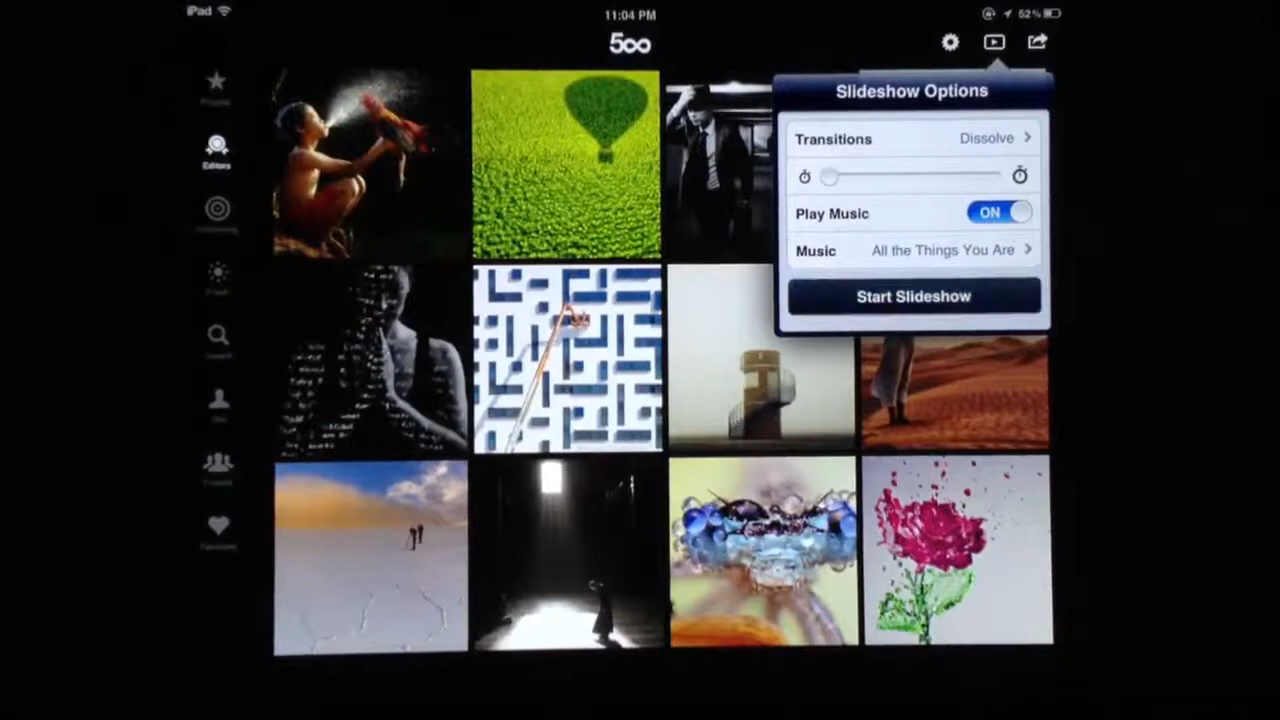 iPad
11:04 PM
52%
500
Editors
Slideshow Options
Transitions
Dissolve
Play Music
ON
Music
All the Things You Are
Start Slideshow